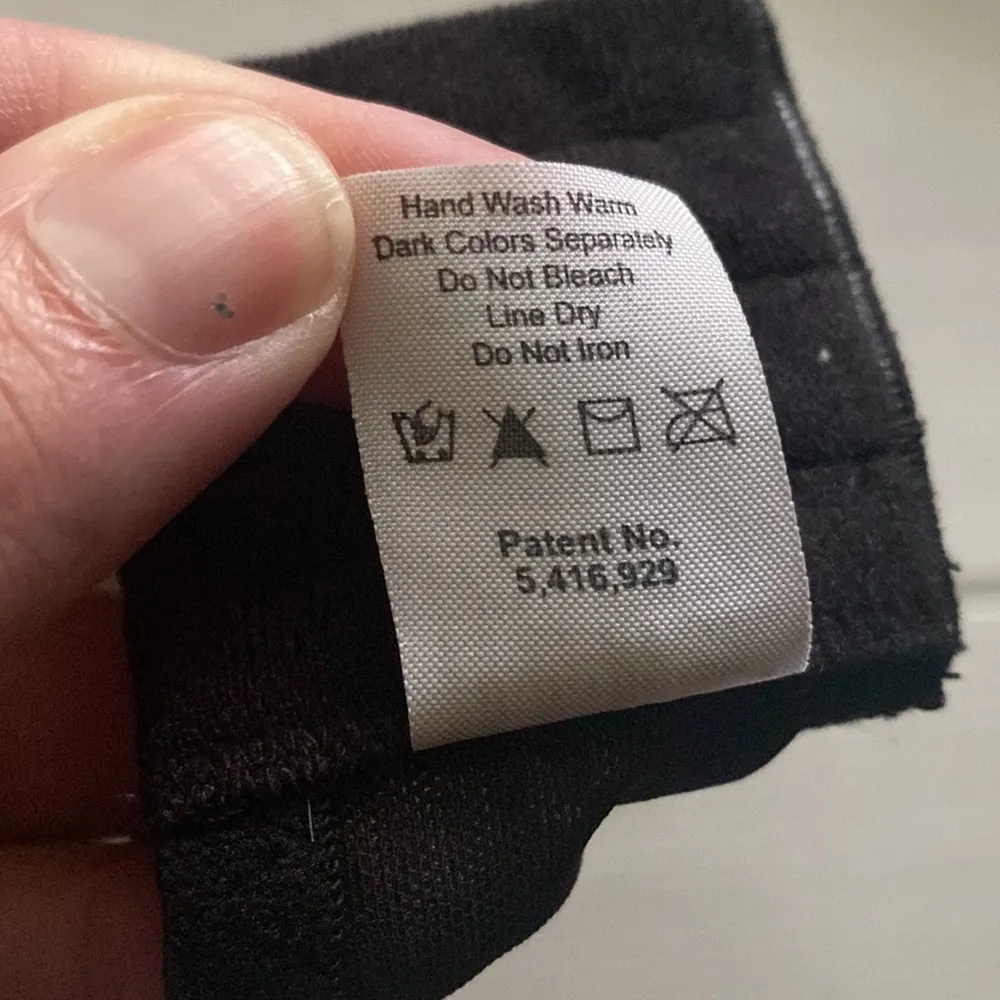 Hand Wash Warm
Dark Colors Separately
Do Not Bleach
Line Dry
Do Not Iron
Patent No.
5,416,929